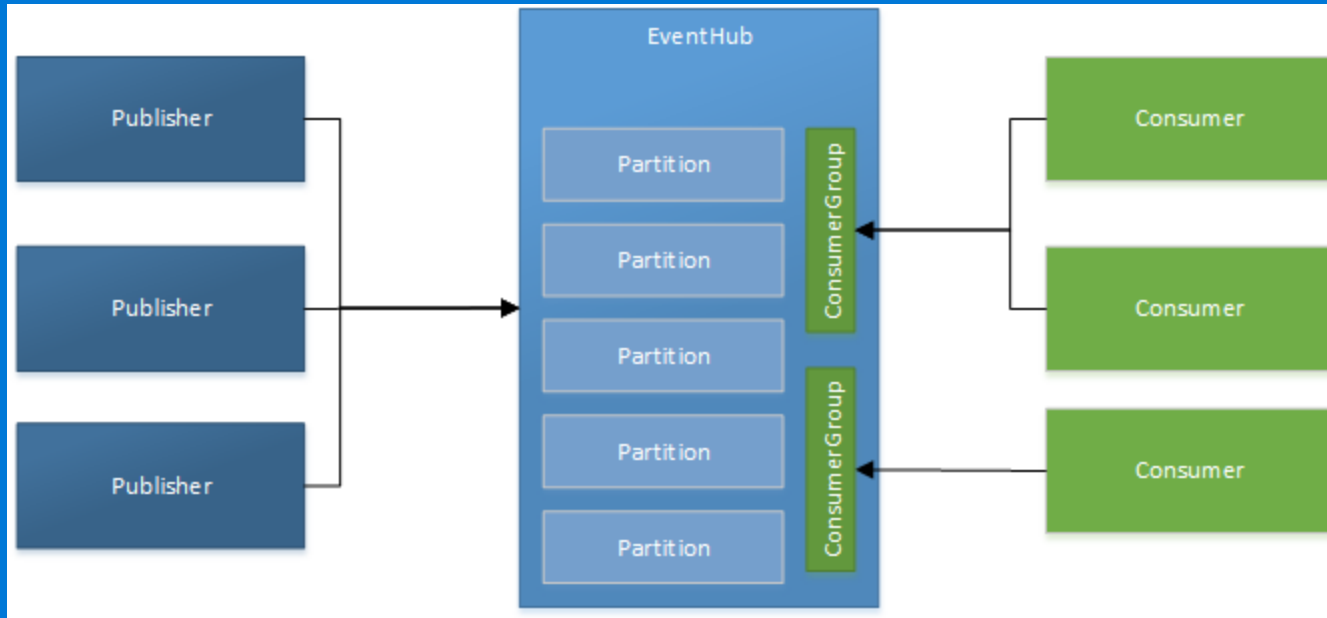 EventHub
Publisher
Publisher
Publisher
Partition
Partition
Partition
Partition
Partition
ConsumerGroup
ConsumerGroup
Consumer
Consumer
Consumer